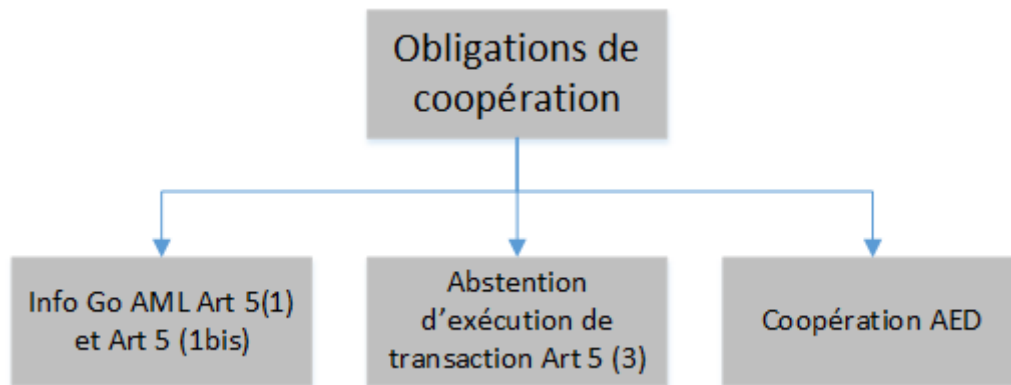 Obligations de
coopération
Info Go AML Art 5(1)
et Art 5 (1bis)
Abstention
d’exécution de
transaction Art 5 (3)
Coopération AED